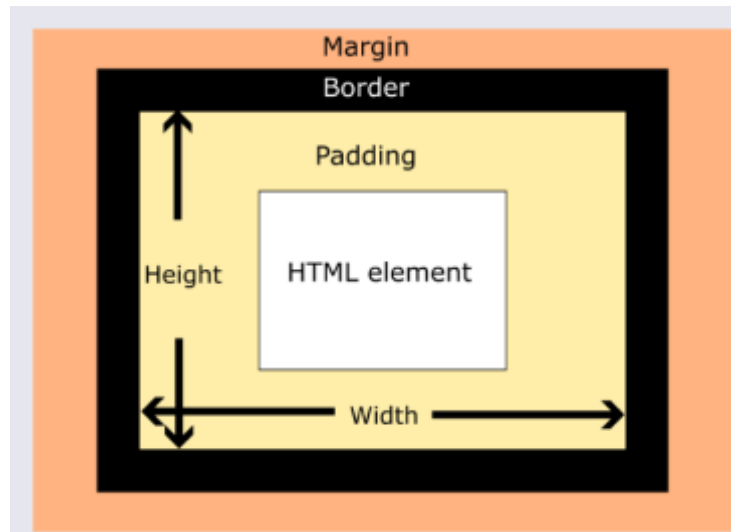 Margin
Border
Padding
Height
HTML element
Width